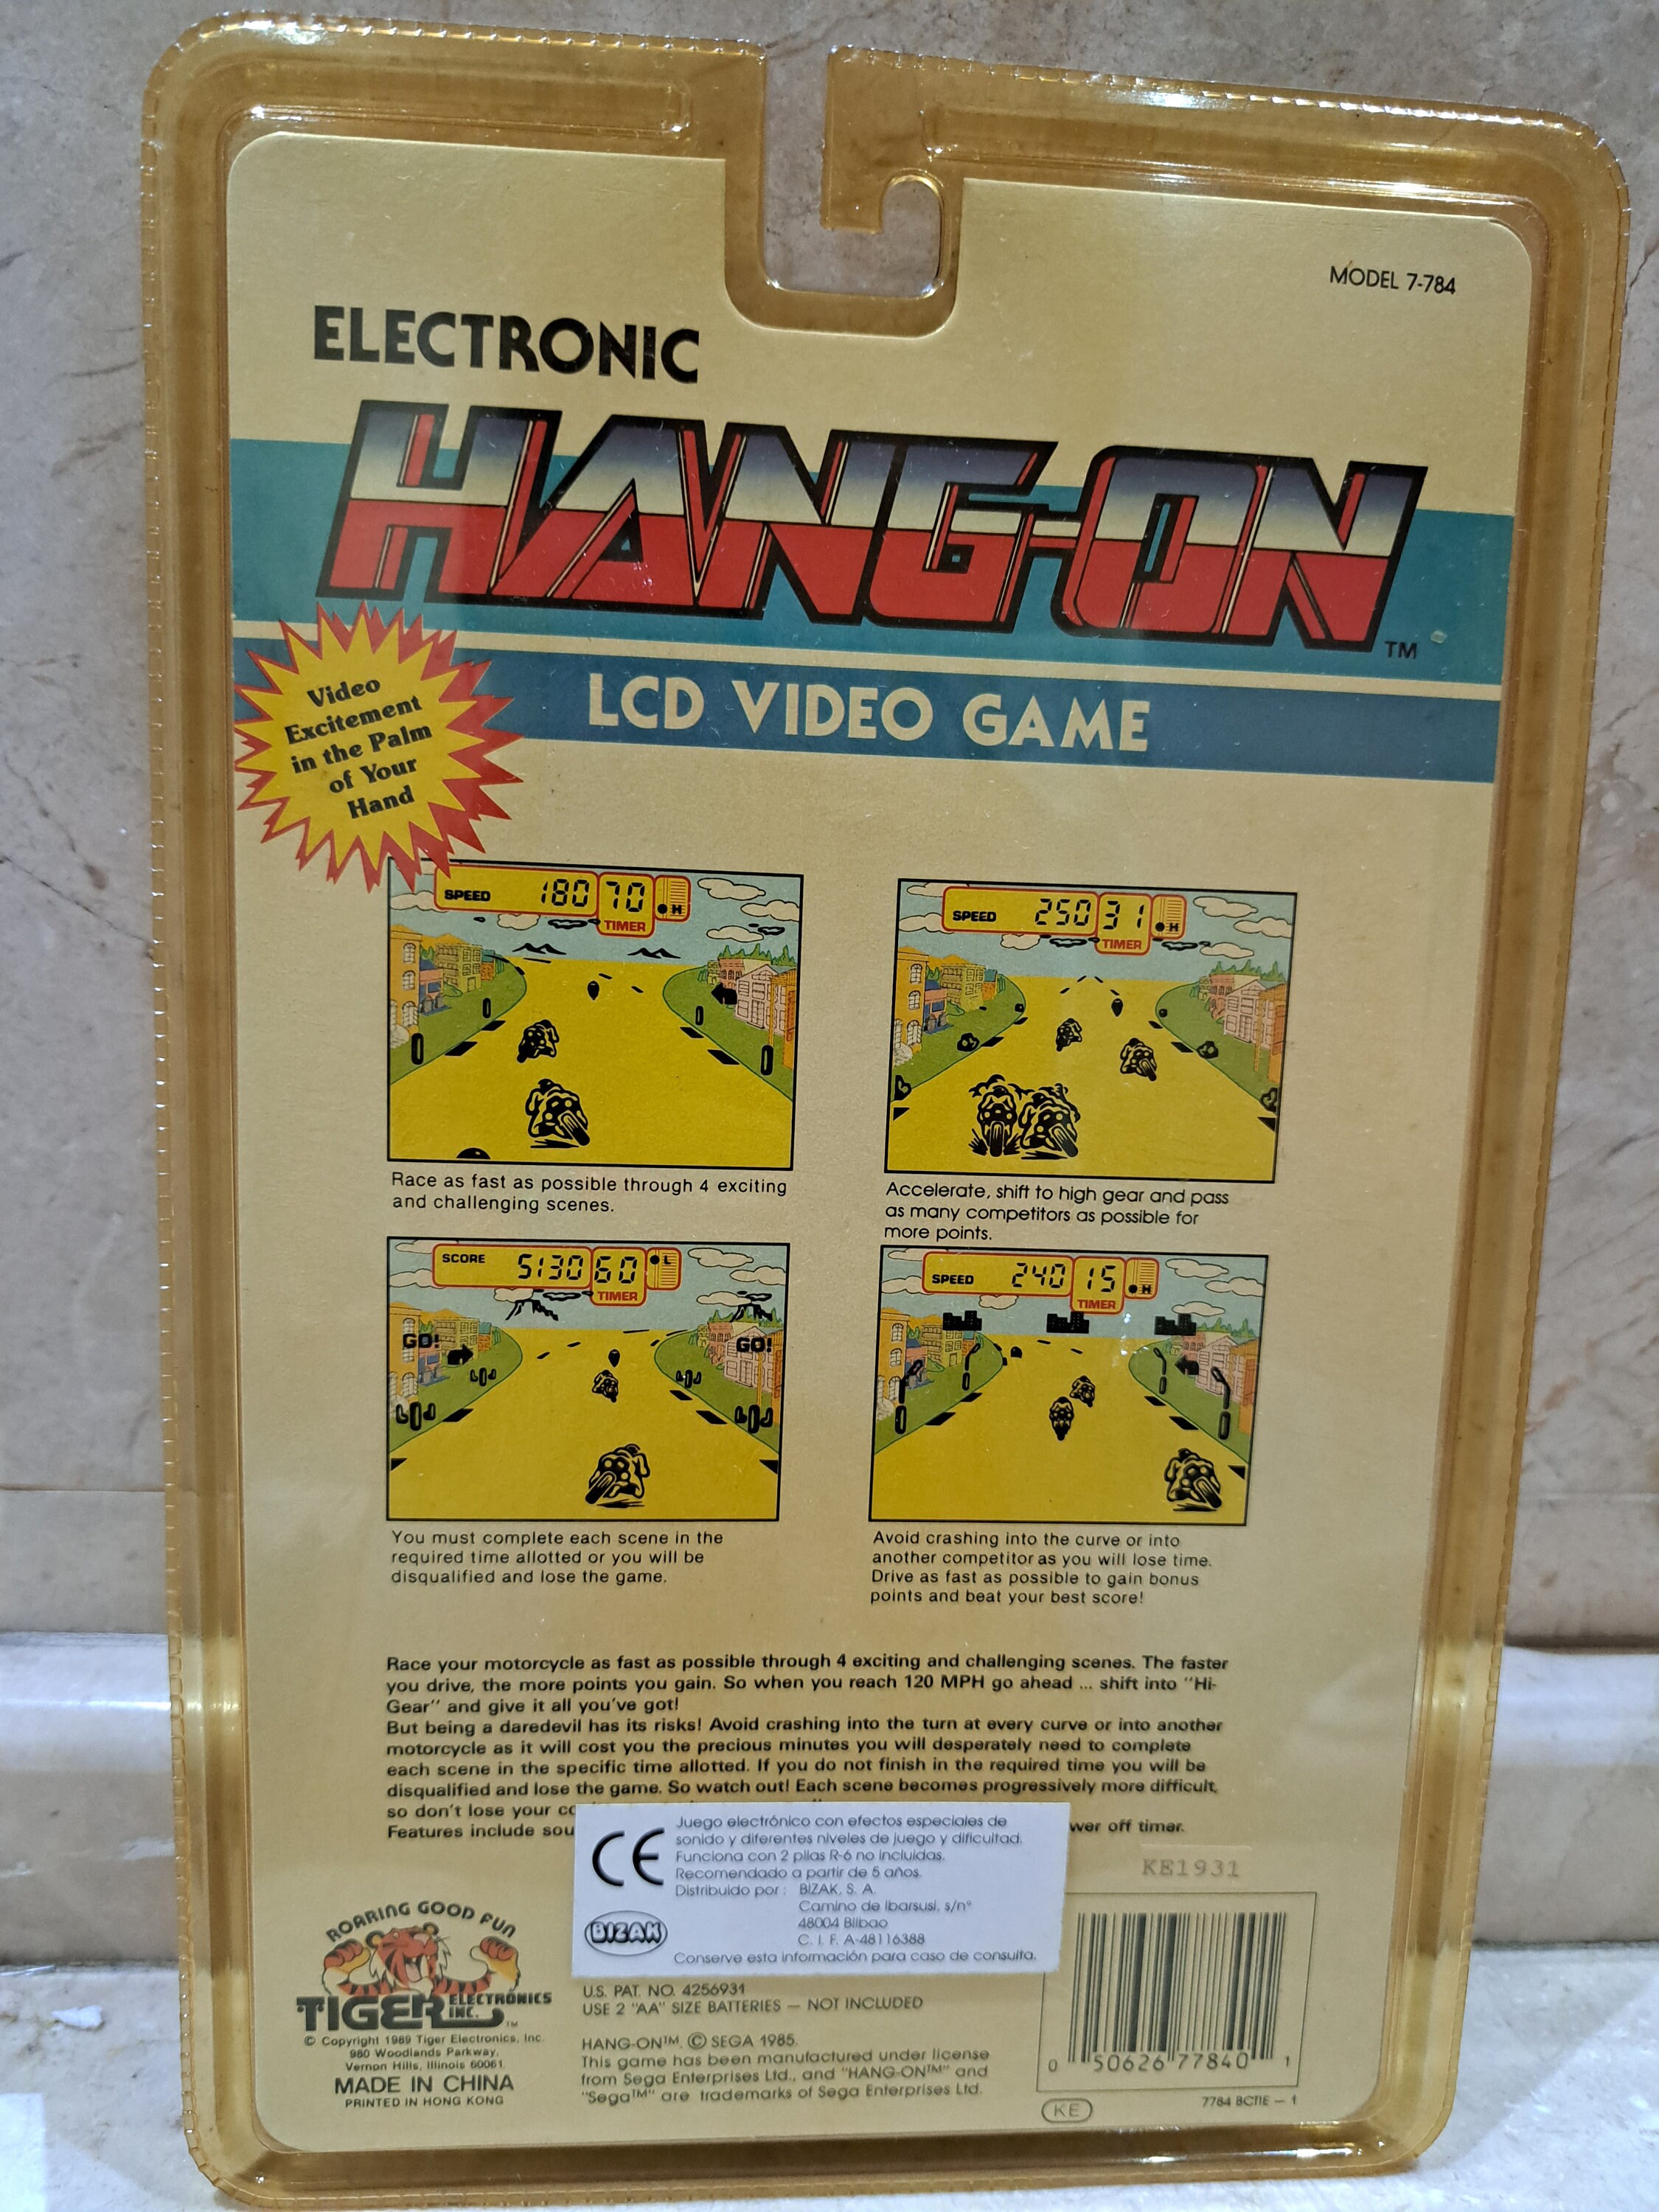 MODEL 7-784
ELECTRONIC
HANG-ON
TM
LCD VIDEO GAME
Video
Excitement
in the Palm
of Your
Hand
SPEED 180 70 H
TIMER
Race as fast as possible through 4 exciting
and challenging scenes.
SPEED 250 31 H
TIMER
Accelerate, shift to high gear and pass
as many competitors as possible for
more points.
SCORE 5130 60 L
TIMER
GO! GO!
You must complete each scene in the
required time allotted or you will be
disqualified and lose the game.
SPEED 240 15 H
TIMER
Avoid crashing into the curve or into
another competitor as you will lose time.
Drive as fast as possible to gain bonus
points and beat your best score!
Race your motorcycle as fast as possible through 4 exciting and challenging scenes. The faster
you drive, the more points you gain. So when you reach 120 MPH go ahead ... shift into "Hi-
Gear" and give it all you've got!
But being a daredevil has its risks! Avoid crashing into the turn at every curve or into another
motorcycle as it will cost you the precious minutes you will desperately need to complete
each scene in the specific time allotted. If you do not finish in the required time you will be
disqualified and lose the game. So watch out! Each scene becomes progressively more difficult,
so don't lose your
Features include off timer.
CE
Juego electrónico con efectos especiales de
sonido y diferentes niveles de juego y dificultad.
Funciona con 2 pilas R-6 no incluidas.
Recomendado a partir de 5 años.
Distribuido por: BIZAK, S. A.
Camino de Ibarsusi, s/nº
48004 Bilbao
C. I. F. A-48116388
Conserve esta información para caso de consulta.
BIZAK
KE1931
ROARING GOOD FUN
TIGER ELECTRONICS INC. TM
© Copyright 1989 Tiger Electronics, Inc.
980 Woodlands Parkway,
Vernon Hills, Illinois 60061
MADE IN CHINA
PRINTED IN HONG KONG
U.S. PAT. NO. 4256931
USE 2 "AA" SIZE BATTERIES — NOT INCLUDED
HANG-ON™ © SEGA 1985.
This game has been manufactured under license
from Sega Enterprises Ltd., and "HANG-ON™" and
"Sega™" are trademarks of Sega Enterprises Ltd.
0 50626 77840 1
KE
7784 BCTIE — 1